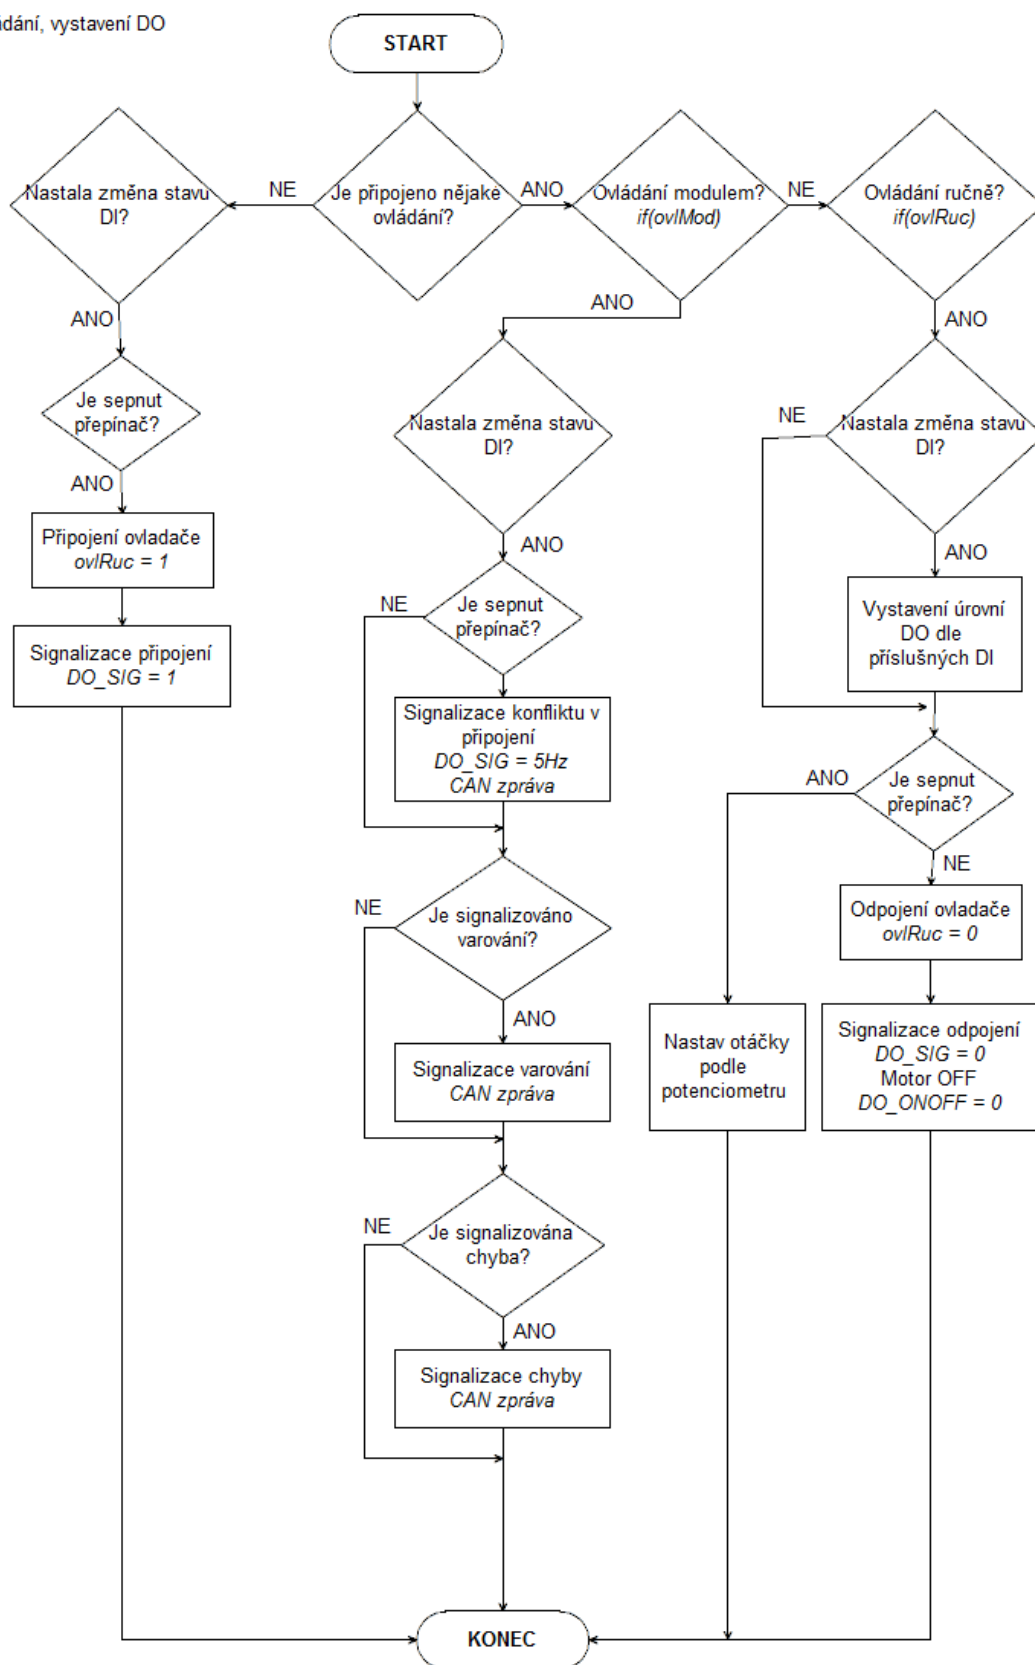 vystavení DO
START
Nastala změna stavu
DI?
NE
Je připojeno nějaké
ovládání?
ANO
Ovládání modulem?
if(ovlMod)
NE
Ovládání ručně?
if(ovlRuc)
ANO
ANO
ANO
Je sepnut
přepínač?
ANO
Připojení ovladače
ovlRuc = 1
Signalizace připojení
DO_SIG = 1
Nastala změna stavu
DI?
ANO
NE
Je sepnut
přepínač?
Signalizace konfliktu v
připojení
DO_SIG = 5Hz
CAN zpráva
NE
Je signalizováno
varování?
ANO
Signalizace varování
CAN zpráva
NE
Je signalizována
chyba?
ANO
Signalizace chyby
CAN zpráva
NE
Nastala změna stavu
DI?
ANO
Vystavení úrovní
DO dle
příslušných DI
ANO
Je sepnut
přepínač?
NE
Odpojení ovladače
ovlRuc = 0
Nastav otáčky
podle
potenciometru
Signalizace odpojení
DO_SIG = 0
Motor OFF
DO_ONOFF = 0
KONEC